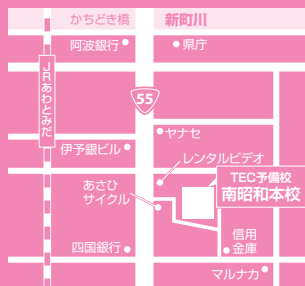 かちどき橋
新町川
阿波銀行
県庁
JRあわとみだ
55
ヤナセ
伊予銀ビル
レンタルビデオ
TEC予備校
南昭和本校
あさひ
サイクル
信用
金庫
四国銀行
マルナカ